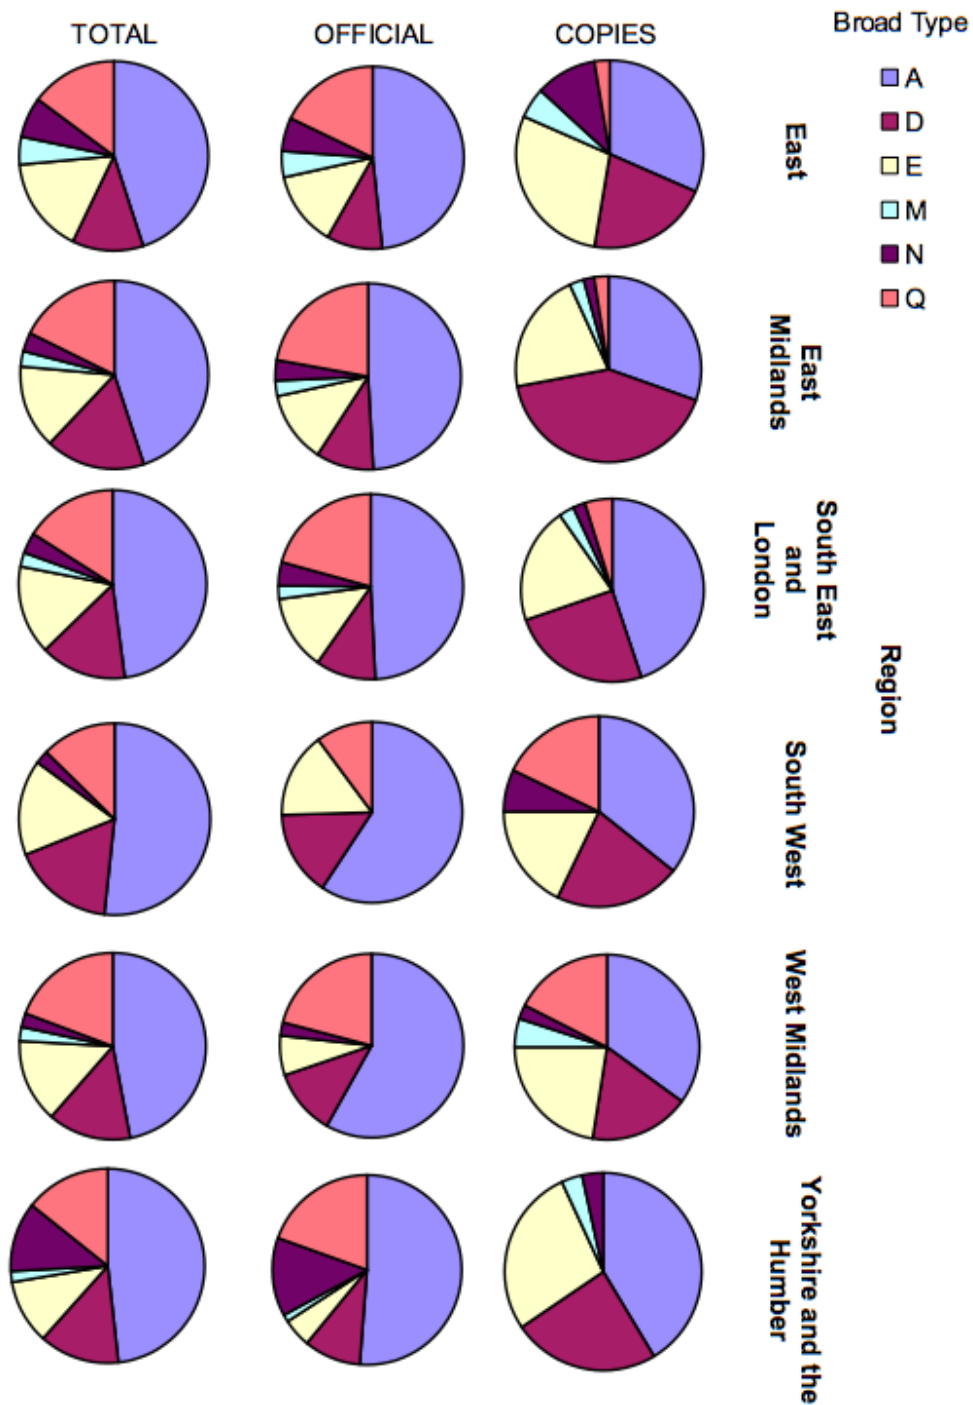 TOTAL
OFFICIAL
COPIES
Broad Type
A
D
E
M
N
Q
East
East
Midlands
South East
and
London
South West
West Midlands
Yorkshire and the
Humber
Region